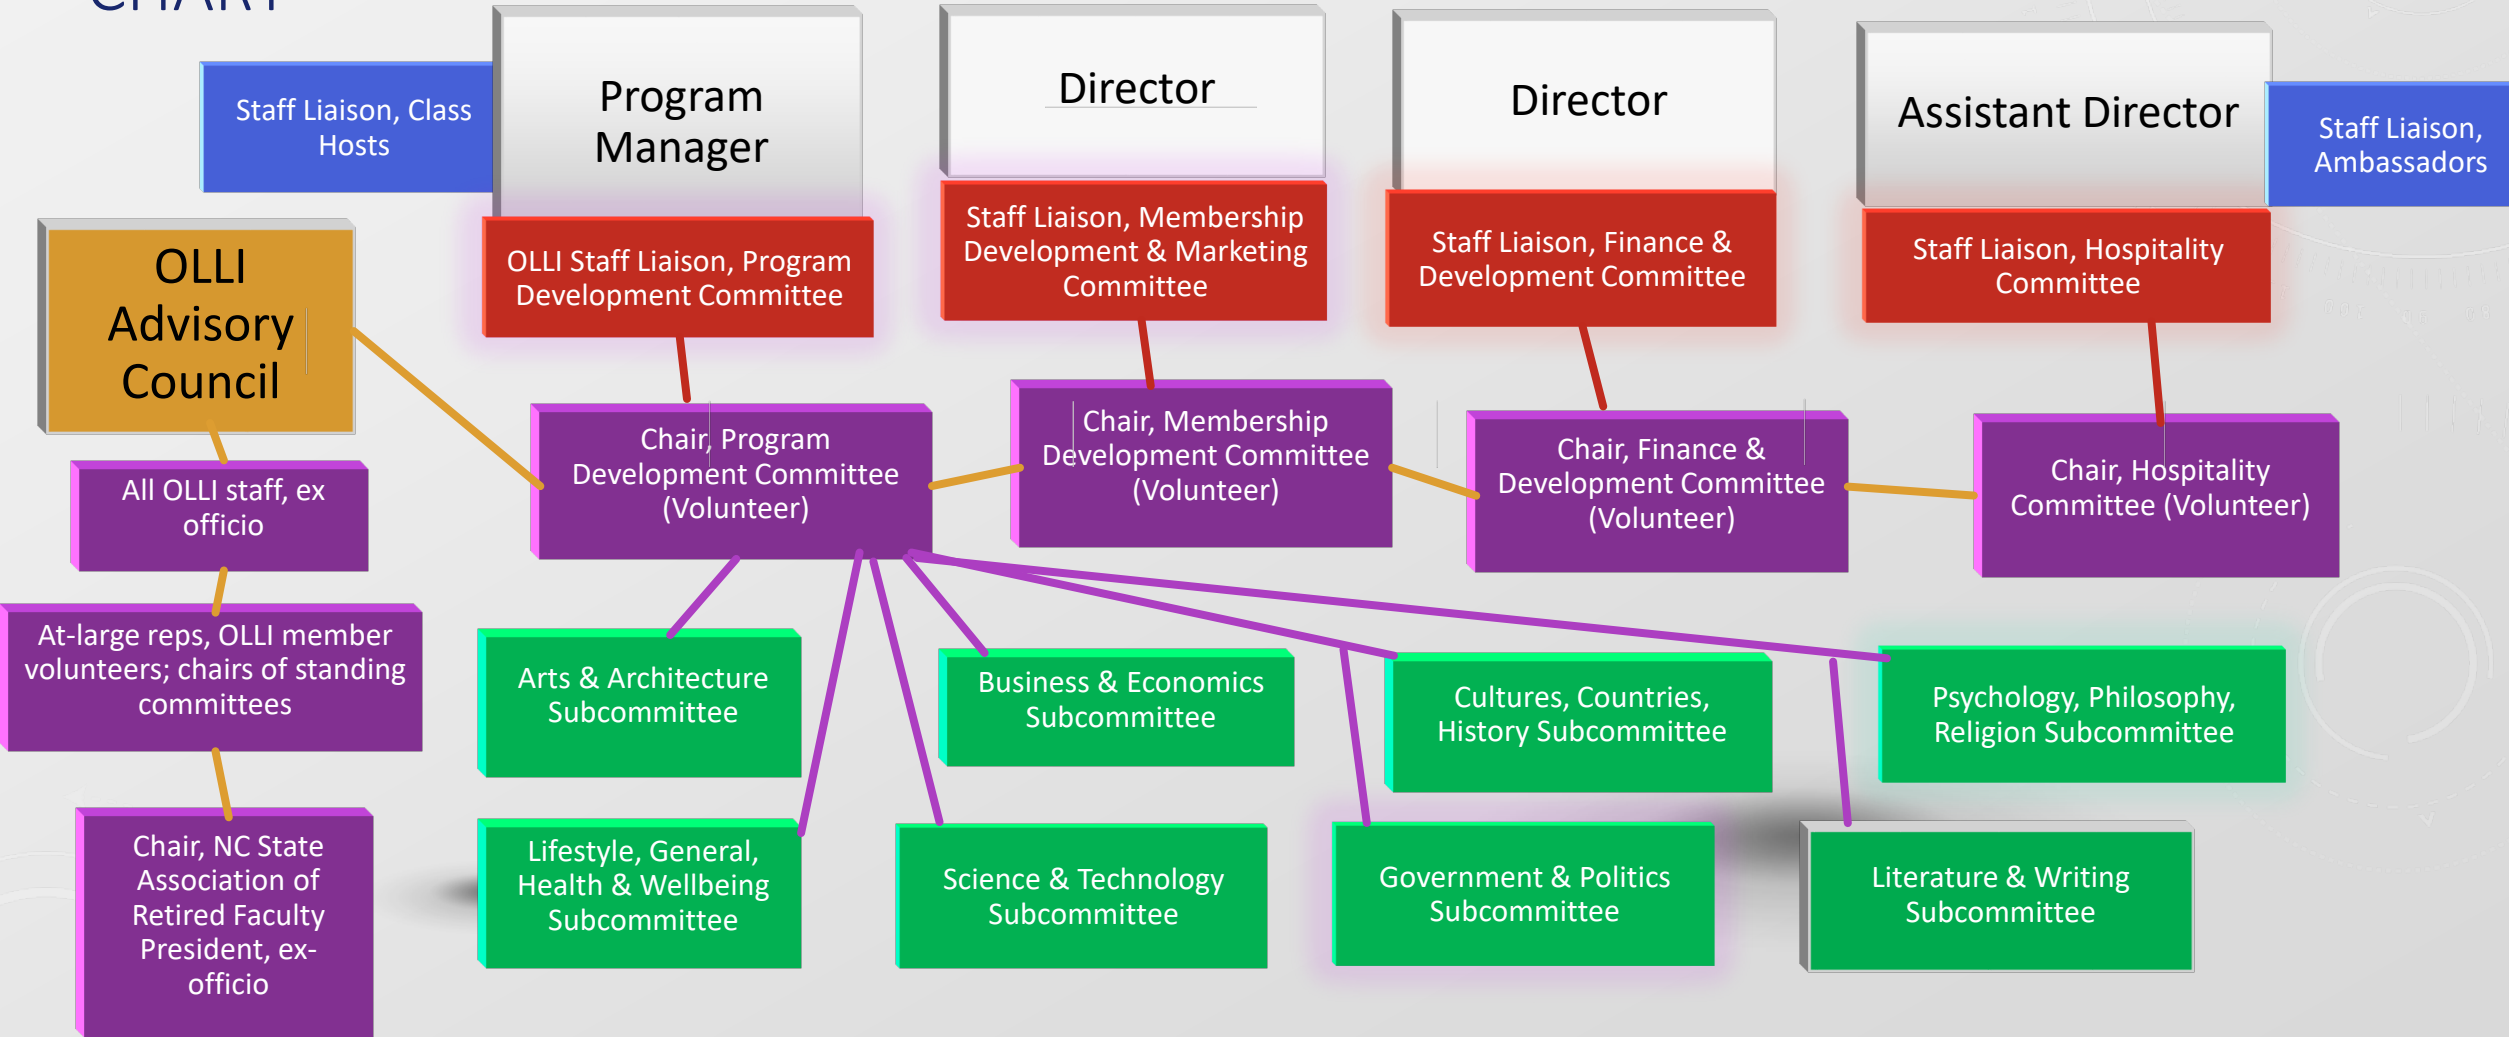 CHART
Staff Liaison, Class
Hosts
Program
Manager
Director
Director
Assistant Director
Staff Liaison,
Ambassadors
OLLI Staff Liaison, Program
Development Committee
Staff Liaison, Membership
Development & Marketing
Committee
Staff Liaison, Finance &
Development Committee
Staff Liaison, Hospitality
Committee
OLLI
Advisory
Council
Chair, Program
Development Committee
(Volunteer)
Chair, Membership
Development Committee
(Volunteer)
Chair, Finance &
Development Committee
(Volunteer)
Chair, Hospitality
Committee (Volunteer)
All OLLI staff, ex
officio
At-large reps, OLLI member
volunteers; chairs of standing
committees
Chair, NC State
Association of
Retired Faculty
President, ex-
officio
Arts & Architecture
Subcommittee
Business & Economics
Subcommittee
Cultures, Countries,
History Subcommittee
Psychology, Philosophy,
Religion Subcommittee
Lifestyle, General,
Health & Wellbeing
Subcommittee
Science & Technology
Subcommittee
Government & Politics
Subcommittee
Literature & Writing
Subcommittee